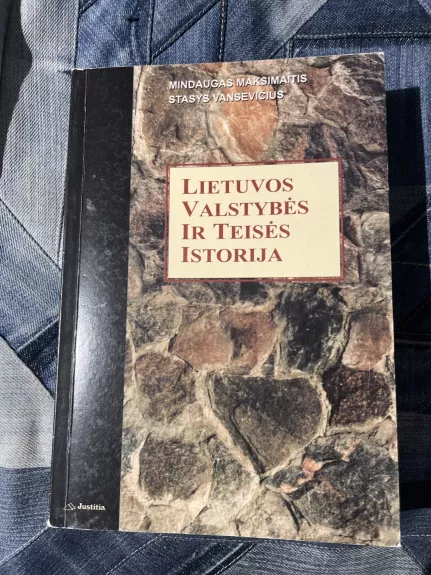 MINDAUGAS MAKSIMAITIS
STASYS VANSEVIČIUS
LIETUVOS
VALSTYBĖS
IR TEISĖS
ISTORIJA
Justitia